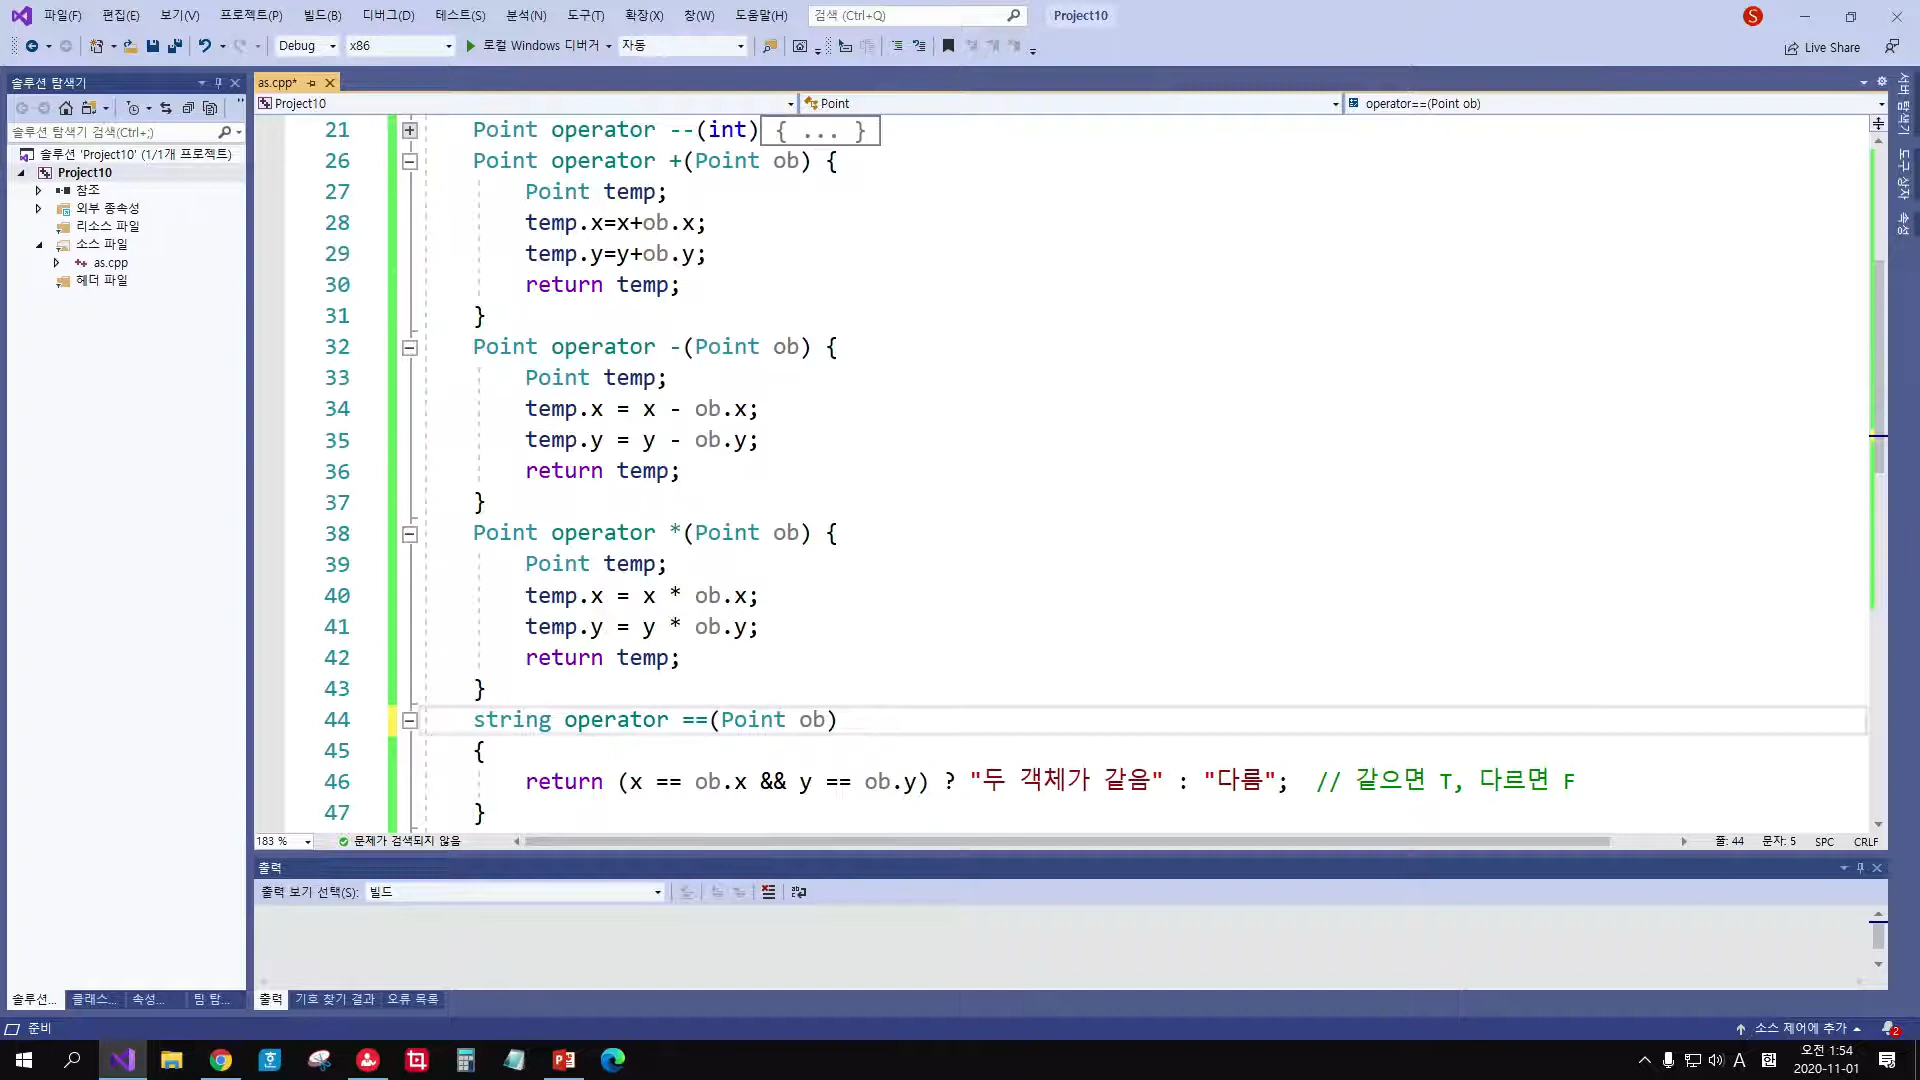 파일(F) 편집(E) 보기(V) 프로젝트(P) 빌드(B) 디버그(D) 테스트(S) 분석(N) 도구(T) 확장(X) 창(W) 도움말(H) 검색 (Ctrl+Q) Project10 S
Debug x86 로컬 Windows 디버거 자동 Live Share
솔루션 탐색기
as.cpp*
Project10 Point operator==(Point ob)
솔루션 탐색기 검색(Ctrl+;)
솔루션 'Project10' (1/1개 프로젝트)
Project10
참조
외부 종속성
리소스 파일
소스 파일
as.cpp
헤더 파일
21 Point operator --(int){ ... }
26 Point operator +(Point ob) {
27 Point temp;
28 temp.x=x+ob.x;
29 temp.y=y+ob.y;
30 return temp;
31 }
32 Point operator -(Point ob) {
33 Point temp;
34 temp.x = x - ob.x;
35 temp.y = y - ob.y;
36 return temp;
37 }
38 Point operator *(Point ob) {
39 Point temp;
40 temp.x = x * ob.x;
41 temp.y = y * ob.y;
42 return temp;
43 }
44 string operator ==(Point ob)
45 {
46 return (x == ob.x && y == ob.y) ? "두 객체가 같음" : "다름"; // 같으면 T, 다르면 F
47 }
서버 탐색기
도구 상자
속성
183 % 문제가 검색되지 않음 줄: 44 문자: 5 SPC CRLF
출력
출력 보기 선택(S): 빌드
솔루션... 클래스... 속성... 팀 탐... 출력 기호 찾기 결과 오류 목록
준비 소스 제어에 추가 2
A 오전 1:54
2020-11-01